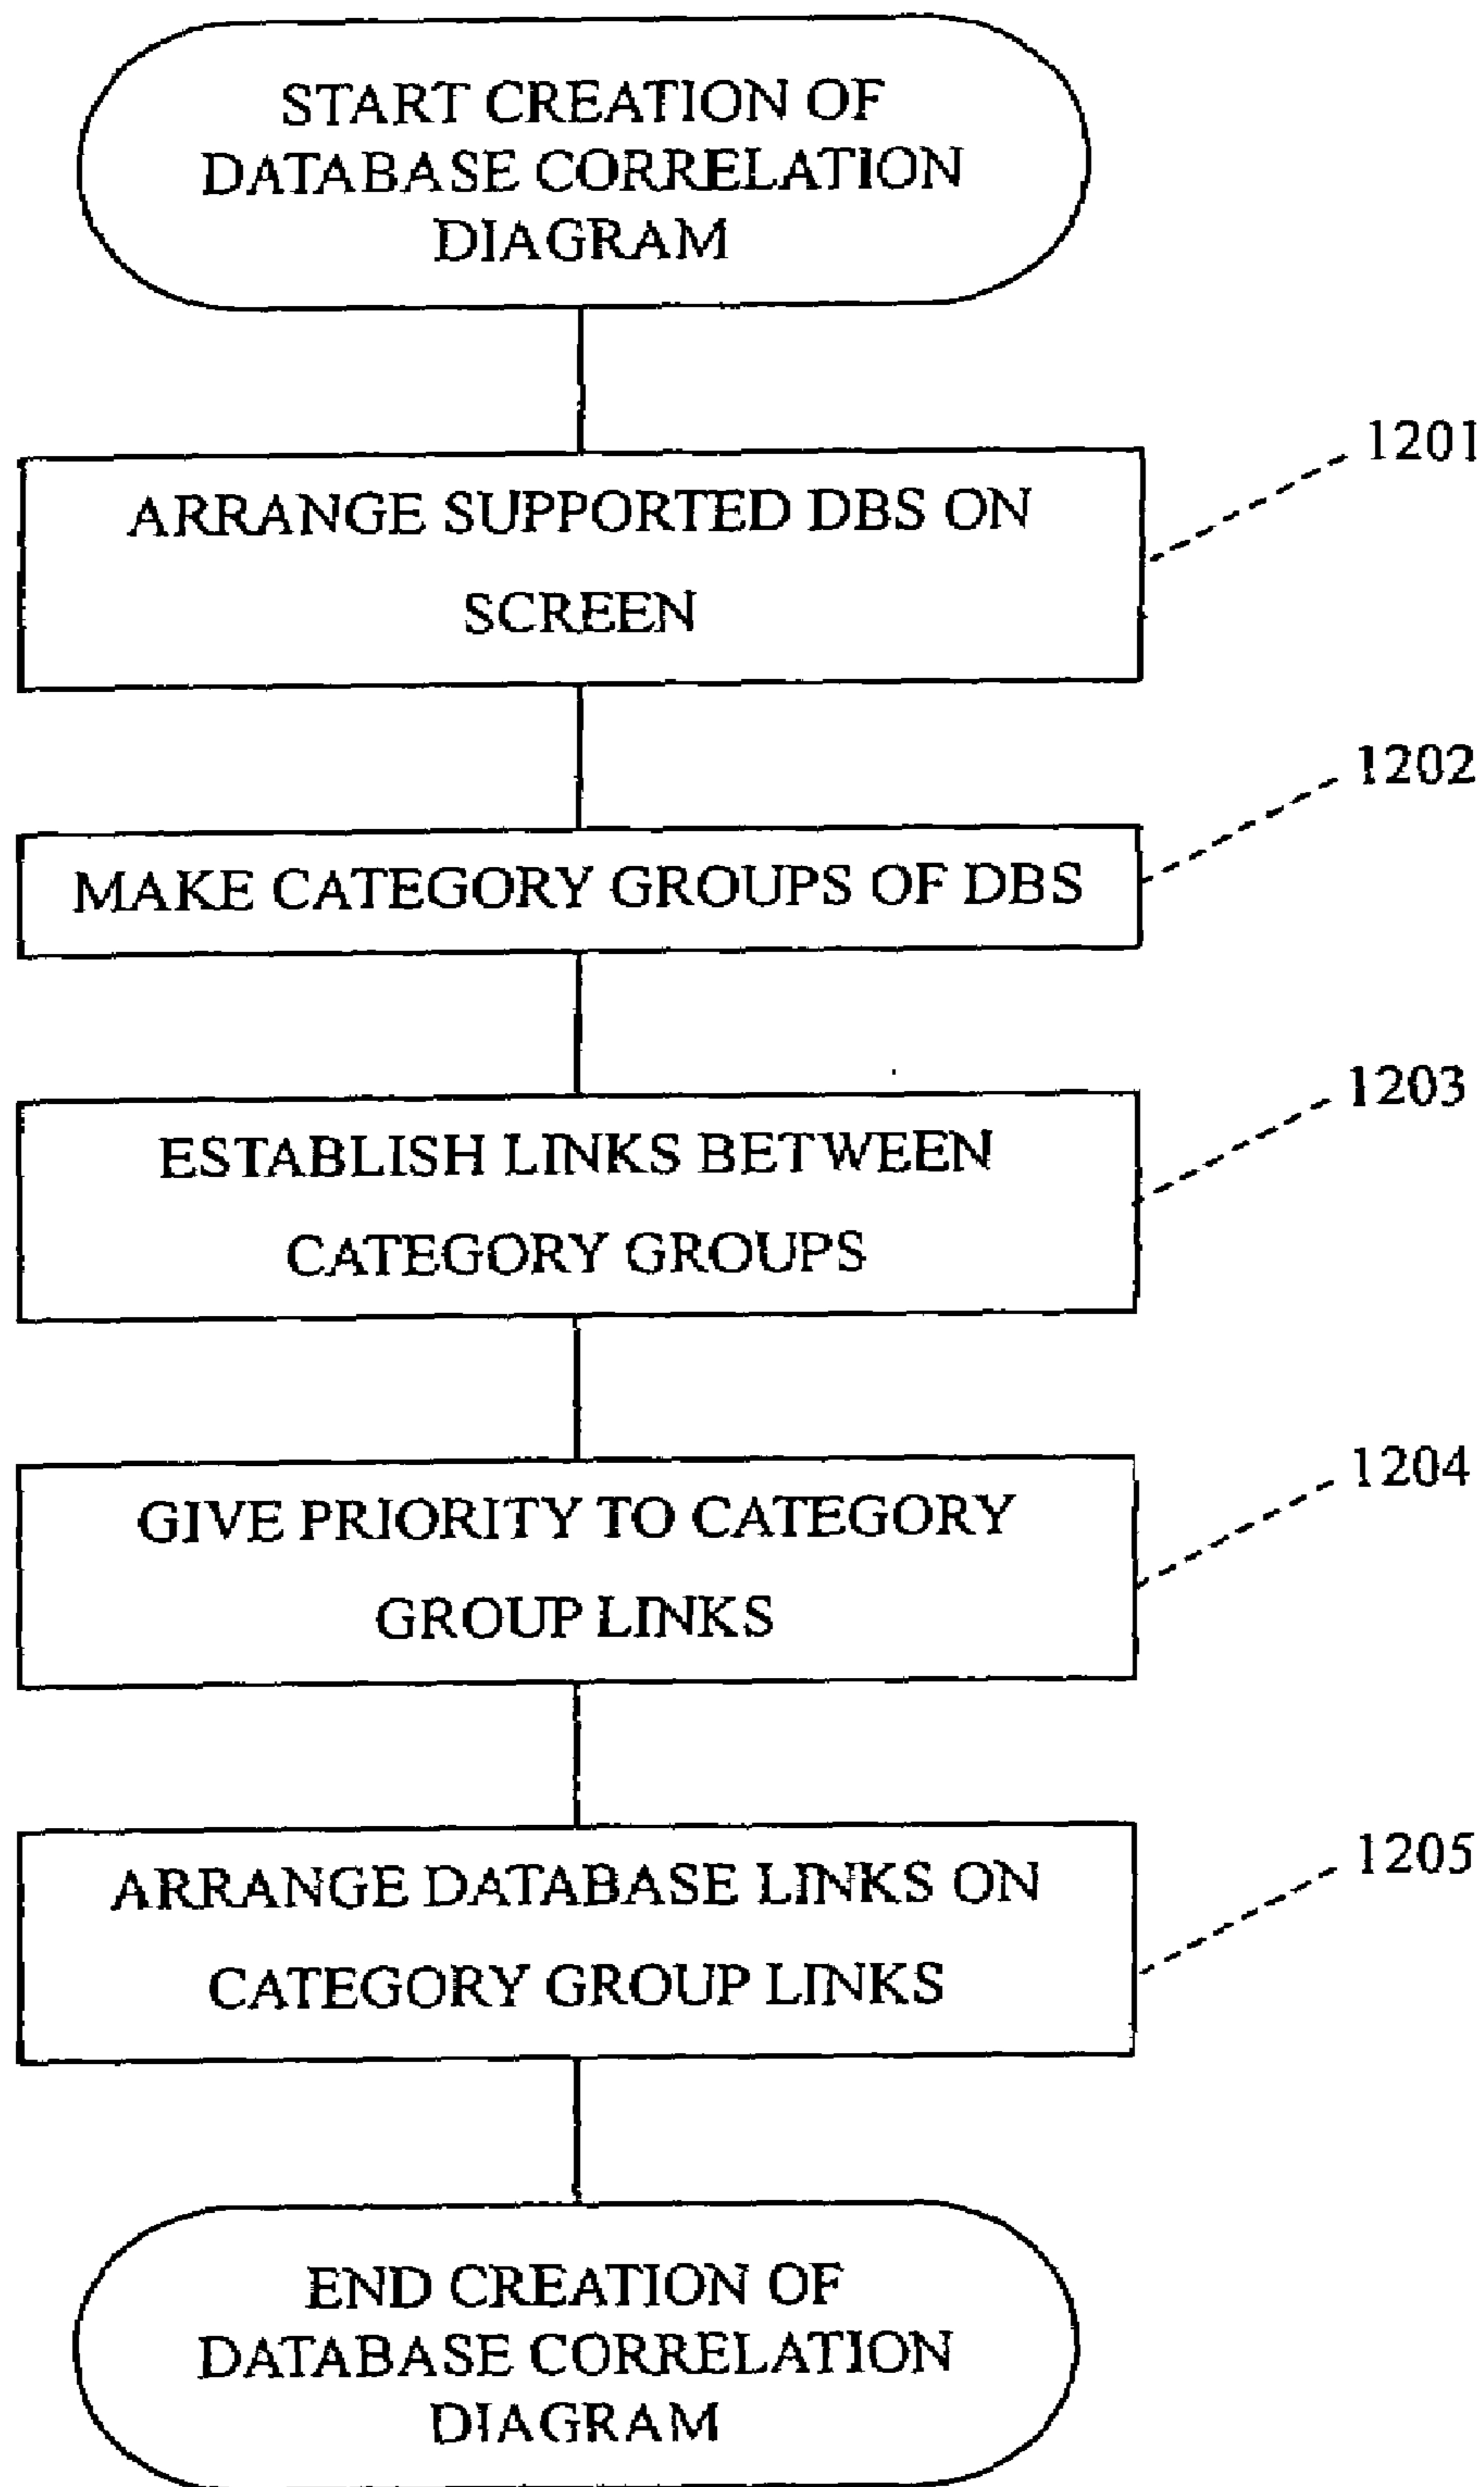 START CREATION OF
DATABASE CORRELATION
DIAGRAM
1201
ARRANGE SUPPORTED DBS ON
SCREEN
1202
MAKE CATEGORY GROUPS OF DBS
1203
ESTABLISH LINKS BETWEEN
CATEGORY GROUPS
1204
GIVE PRIORITY TO CATEGORY
GROUP LINKS
1205
ARRANGE DATABASE LINKS ON
CATEGORY GROUP LINKS
END CREATION OF
DATABASE CORRELATION
DIAGRAM